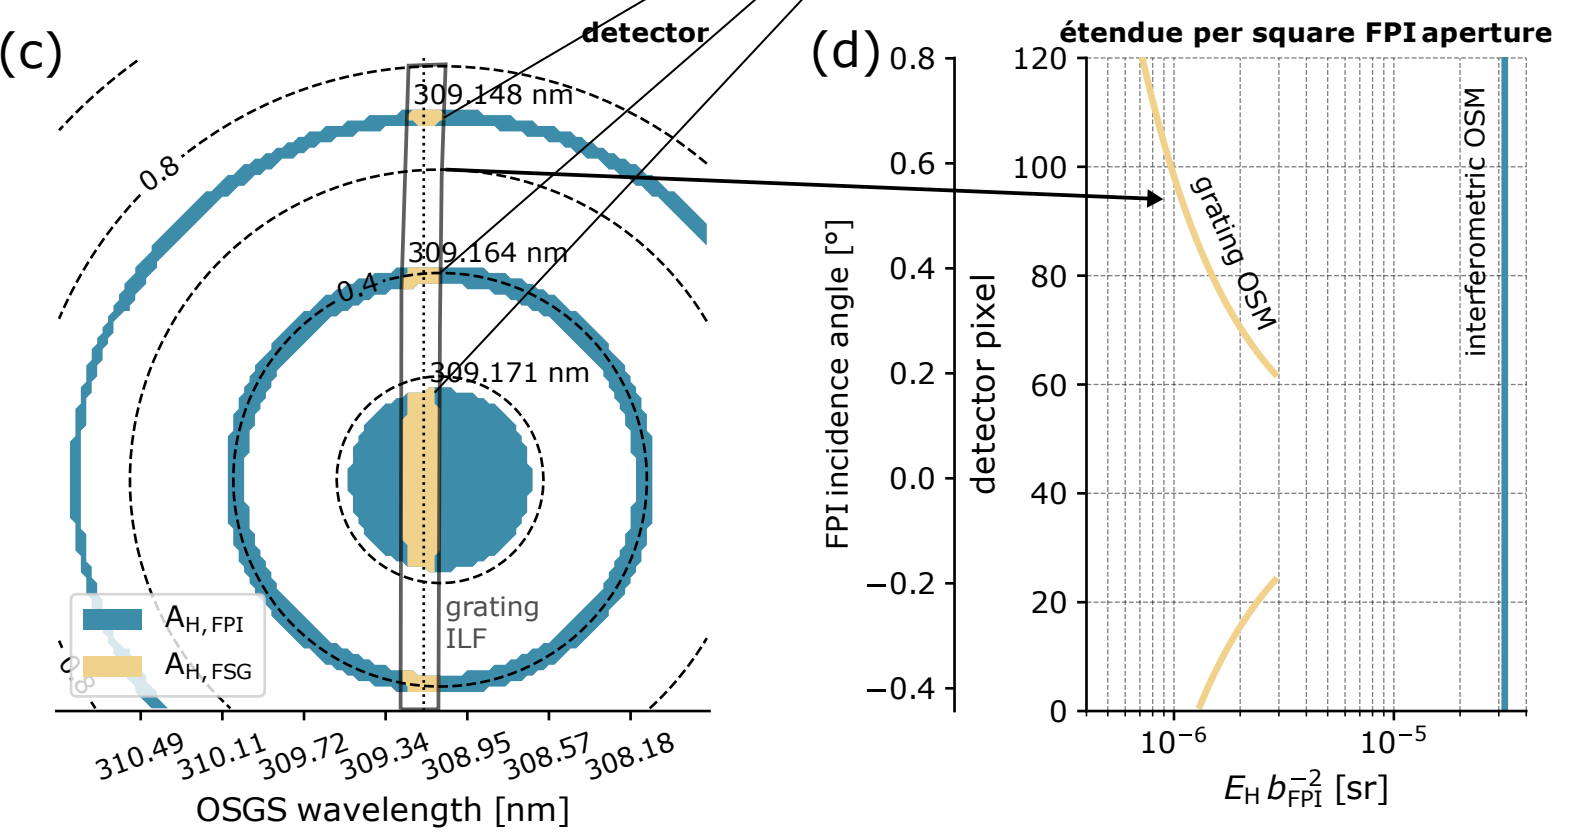 (c)
detector
309.148 nm
0.8
309.164 nm
0.4
309.171 nm
grating
ILF
A_H, FPI
A_H, FSG
0.8
310.49 310.11 309.72 309.34 308.95 308.57 308.18
OSGS wavelength [nm]
(d)
étendue per square FPI aperture
0.8
0.6
0.4
0.2
0.0
−0.2
−0.4
FPI incidence angle [°]
120
100
80
60
40
20
0
detector pixel
grating OSM
interferometric OSM
10⁻⁶ 10⁻⁵
E_H b_FPI⁻² [sr]